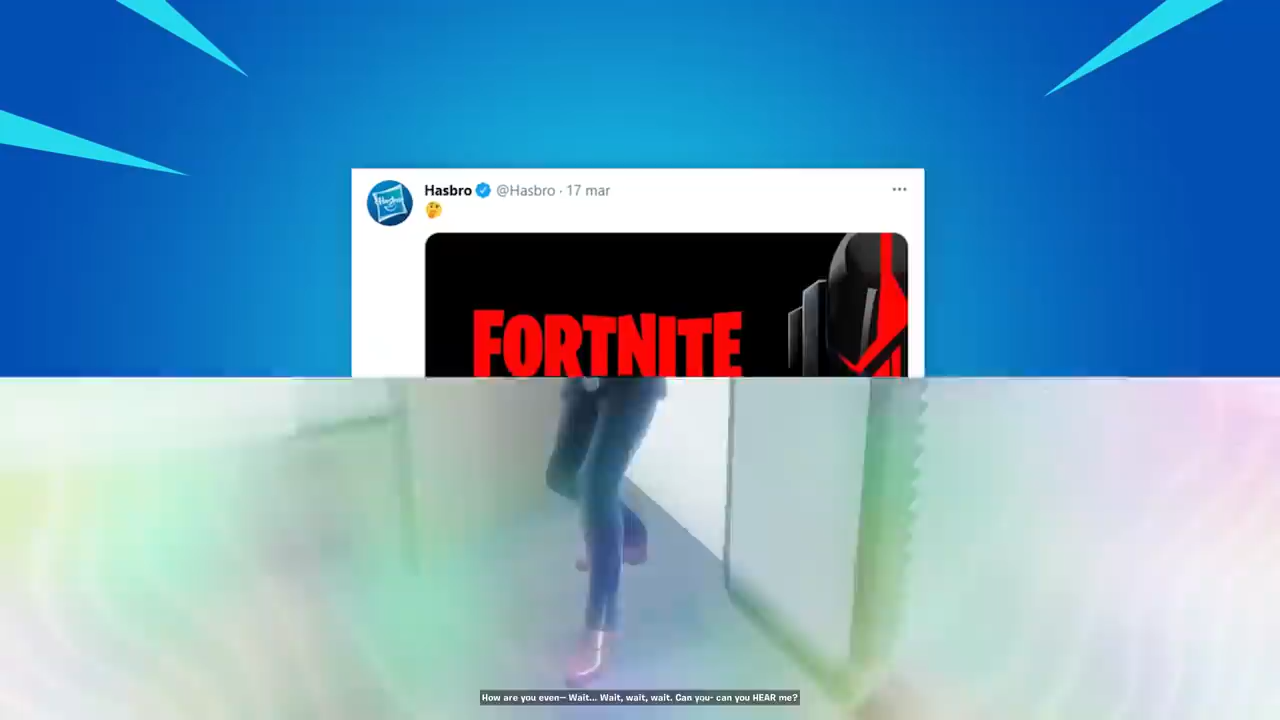 Hasbro @Hasbro · 17 mar
🤔
Hasbro
FORTNITE
How are you even— Wait... Wait, wait, wait. Can you- can you HEAR me?